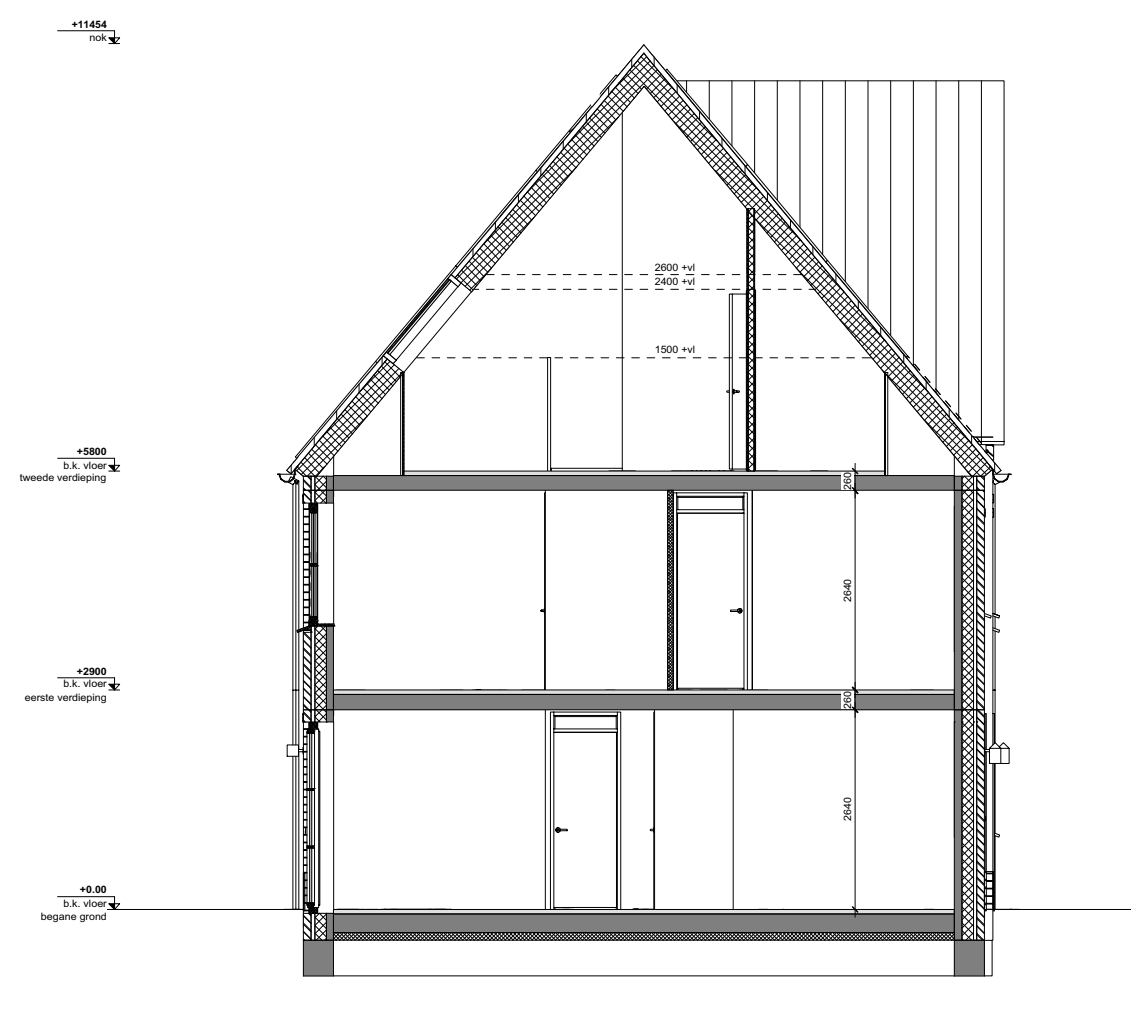 +11454
nok
2600 +vl
2400 +vl
1500 +vl
+5800
b.k. vloer
tweede verdieping
260
2640
+2900
b.k. vloer
eerste verdieping
260
2640
+0.00
b.k. vloer
begane grond